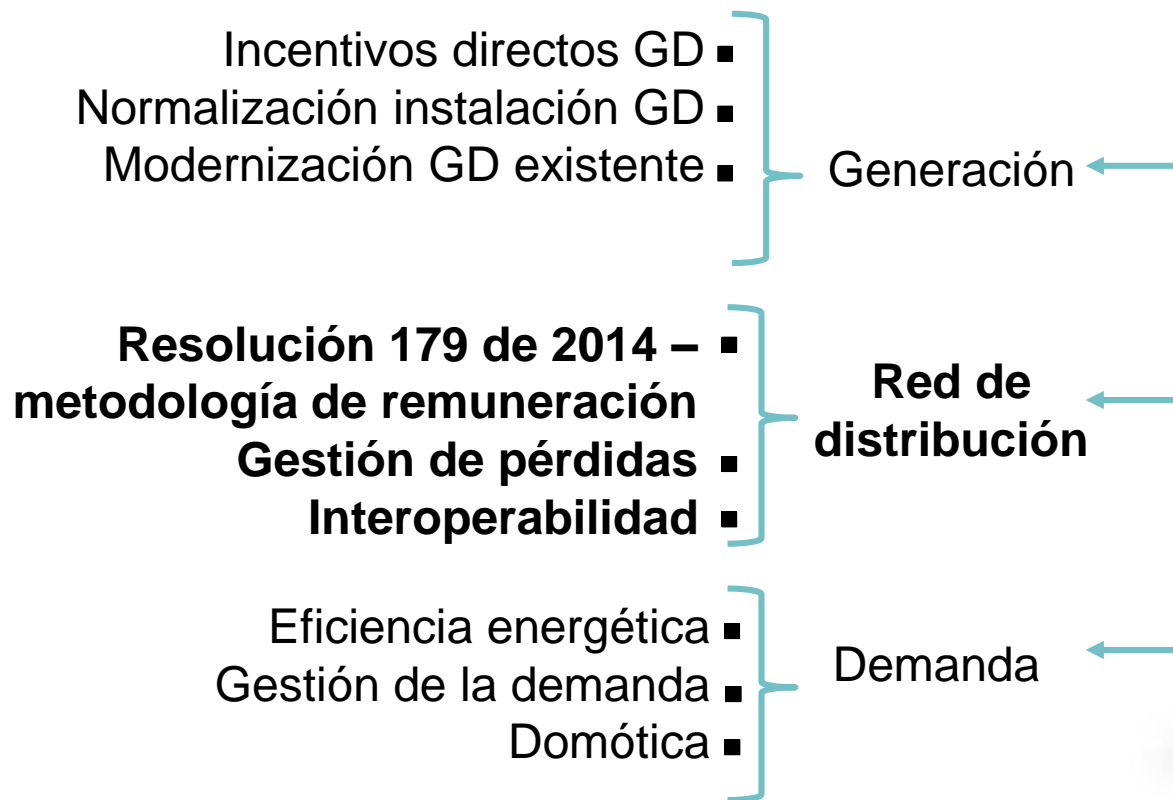 Incentivos directos GD ▪
Normalización instalación GD ▪
Modernización GD existente ▪
Generación
Resolución 179 de 2014 – ▪
metodología de remuneración
Gestión de pérdidas ▪
Interoperabilidad ▪
Red de
distribución
Eficiencia energética ▪
Gestión de la demanda ▪
Domótica ▪
Demanda